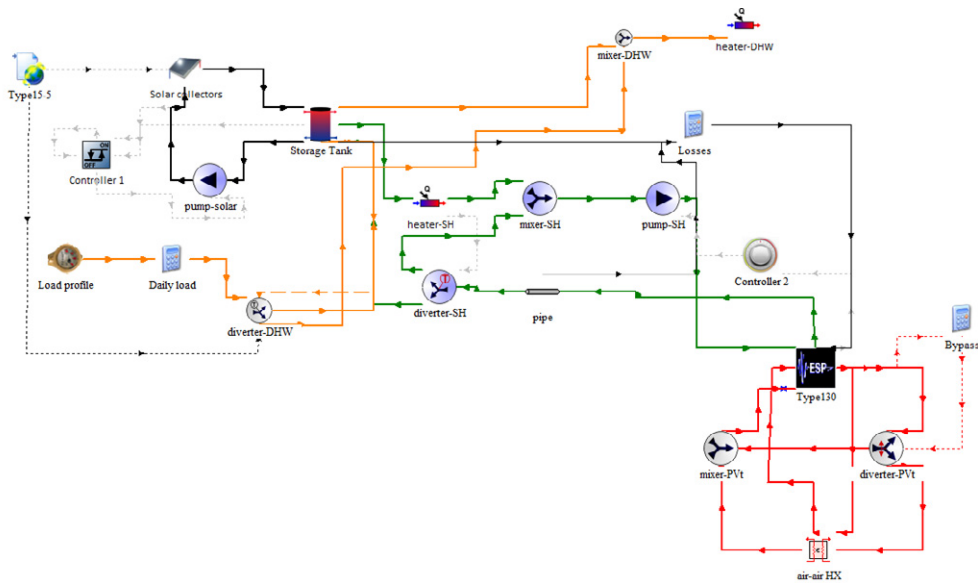 Q
mixer-DHW
heater-DHW
Type15-5
Solar collectors
Storage Tank
Losses
ON
OFF
Controller 1
pump-solar
Q
heater-SH
mixer-SH
pump-SH
Load profile
Daily load
Controller 2
T
diverter-DHW
T
diverter-SH
pipe
Bypass
ESP
Type130
mixer-PVt
diverter-PVt
air-air HX